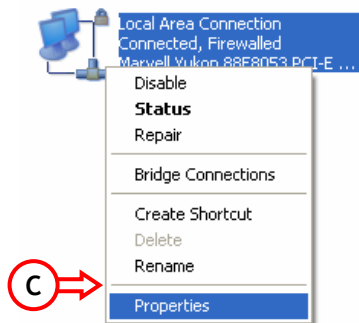 Local Area Connection
Connected, Firewalled
Marvell Yukon 88E8053 PCI-E ...
Disable
Status
Repair
Bridge Connections
Create Shortcut
Delete
Rename
C
Properties